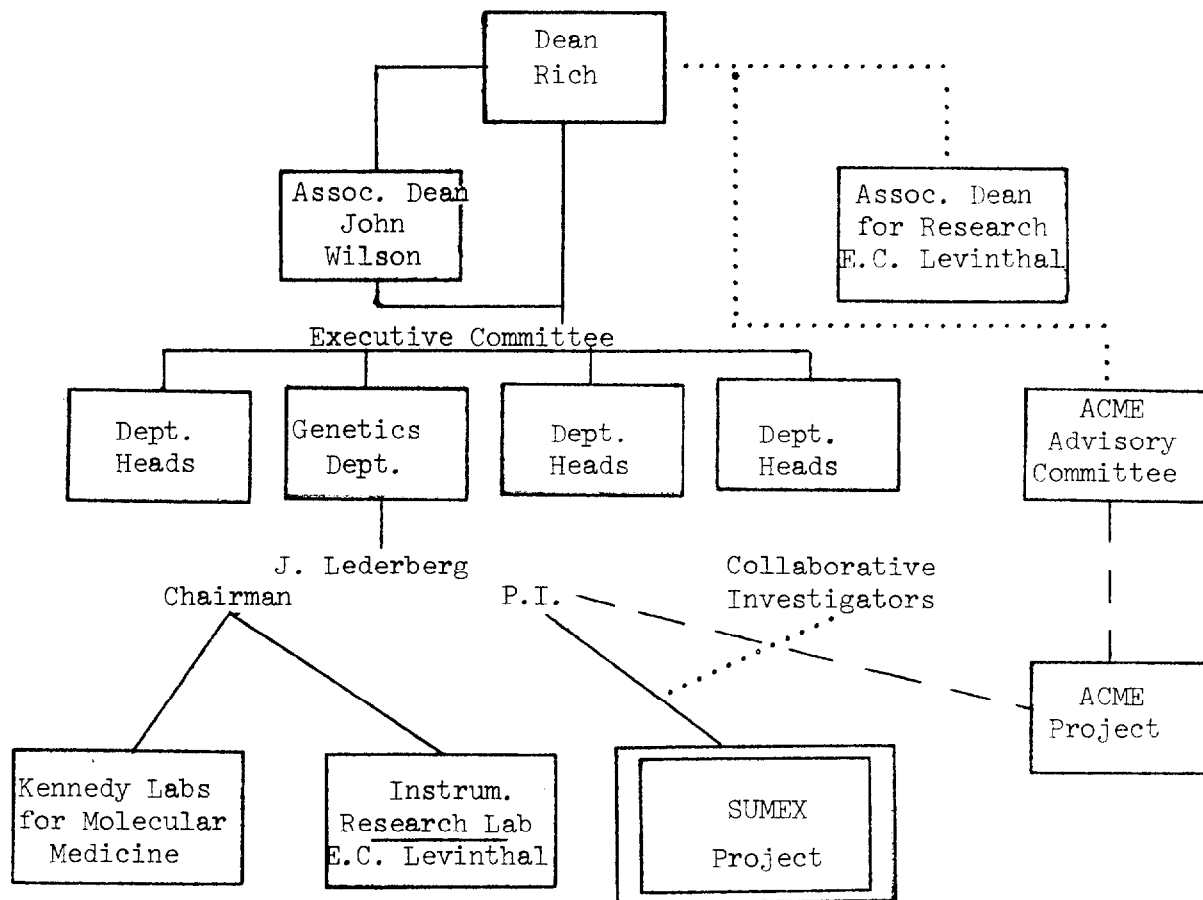 Dean
Rich
Assoc. Dean
John
Wilson
Assoc. Dean
for Research
E.C. Levinthal
Executive Committee
Dept.
Heads
Genetics
Dept.
Dept.
Heads
Dept.
Heads
ACME
Advisory
Committee
J. Lederberg
Chairman
P.I.
Collaborative
Investigators
ACME
Project
Kennedy Labs
for Molecular
Medicine
Instrum.
Research Lab
E.C. Levinthal
SUMEX
Project